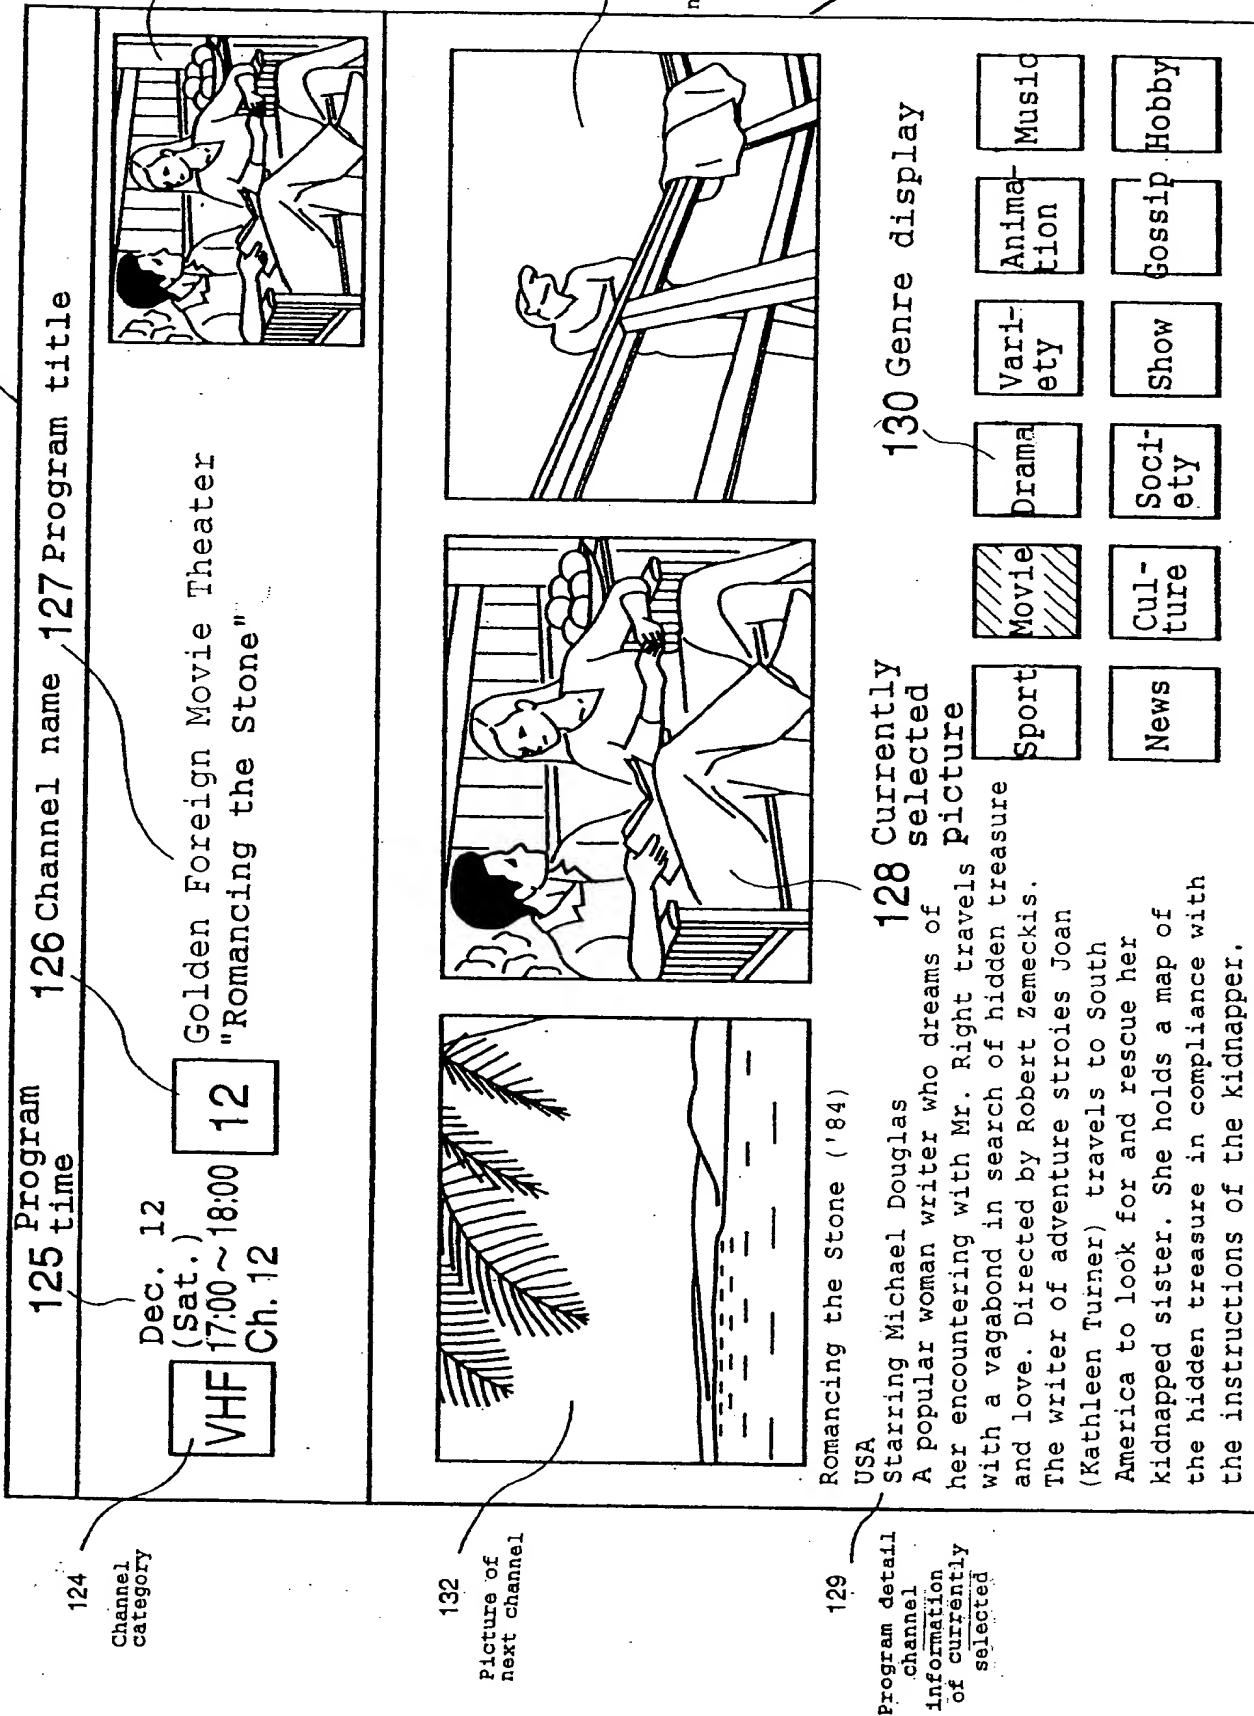 125 Program
time
126 Channel name
127 Program title
124
Channel
category
VHF
Dec. 12
(Sat.)
17:00~18:00
Ch. 12
12
Golden Foreign Movie Theater
"Romancing the Stone"
132
Picture of
next channel
128 Currently
selected
picture
130 Genre display
129
Program detail
channel
information
of currently
selected
Romancing the Stone ('84)
USA
Starring Michael Douglas
A popular woman writer who dreams of
her encountering with Mr. Right travels
with a vagabond in search of hidden treasure
and love. Directed by Robert Zemeckis.
The writer of adventure stroies Joan
(Kathleen Turner) travels to South
America to look for and rescue her
kidnapped sister. She holds a map of
the hidden treasure in compliance with
the instructions of the kidnapper.
Sport
Movie
Drama
Vari-
ety
Anima-
tion
Music
News
Cul-
ture
Soci-
ety
Show
Gossip
Hobby